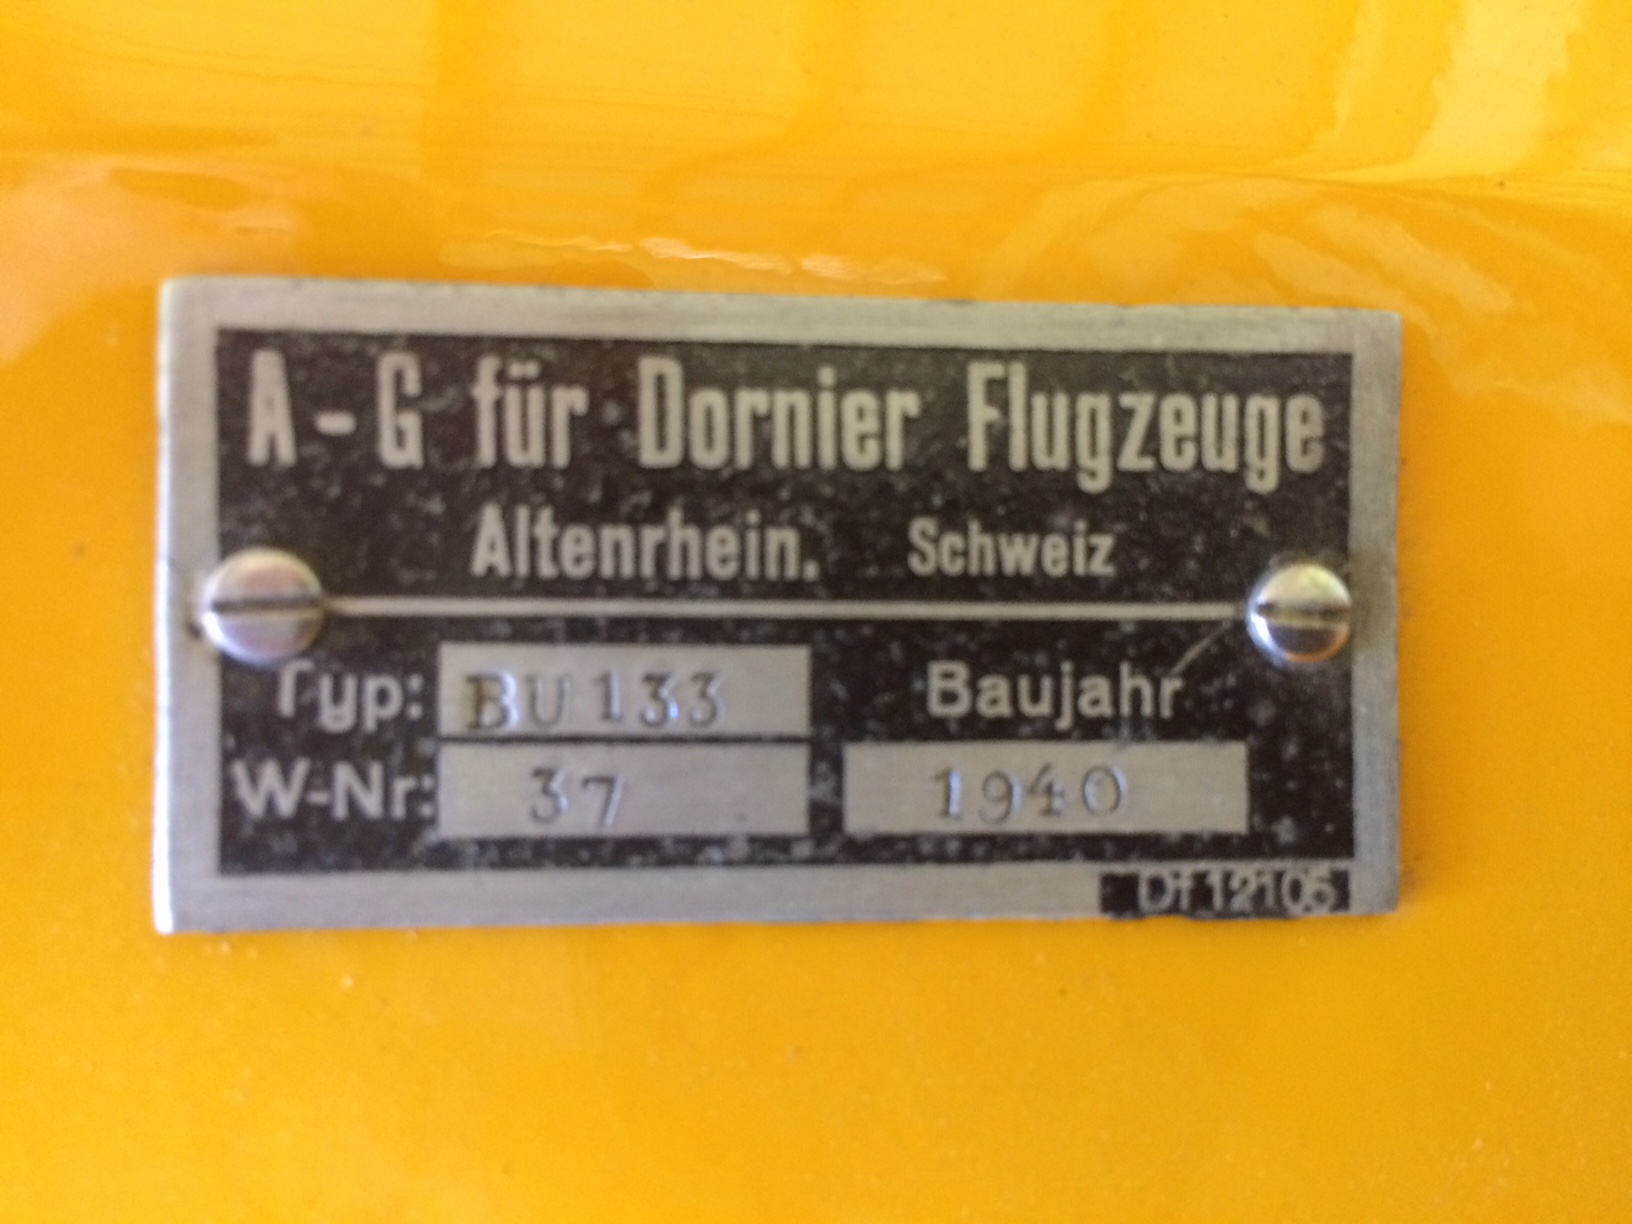 A-G für Dornier Flugzeuge
Altenrhein. Schweiz
Typ: BU 133 Baujahr
W-Nr: 37 1940
Df 12105